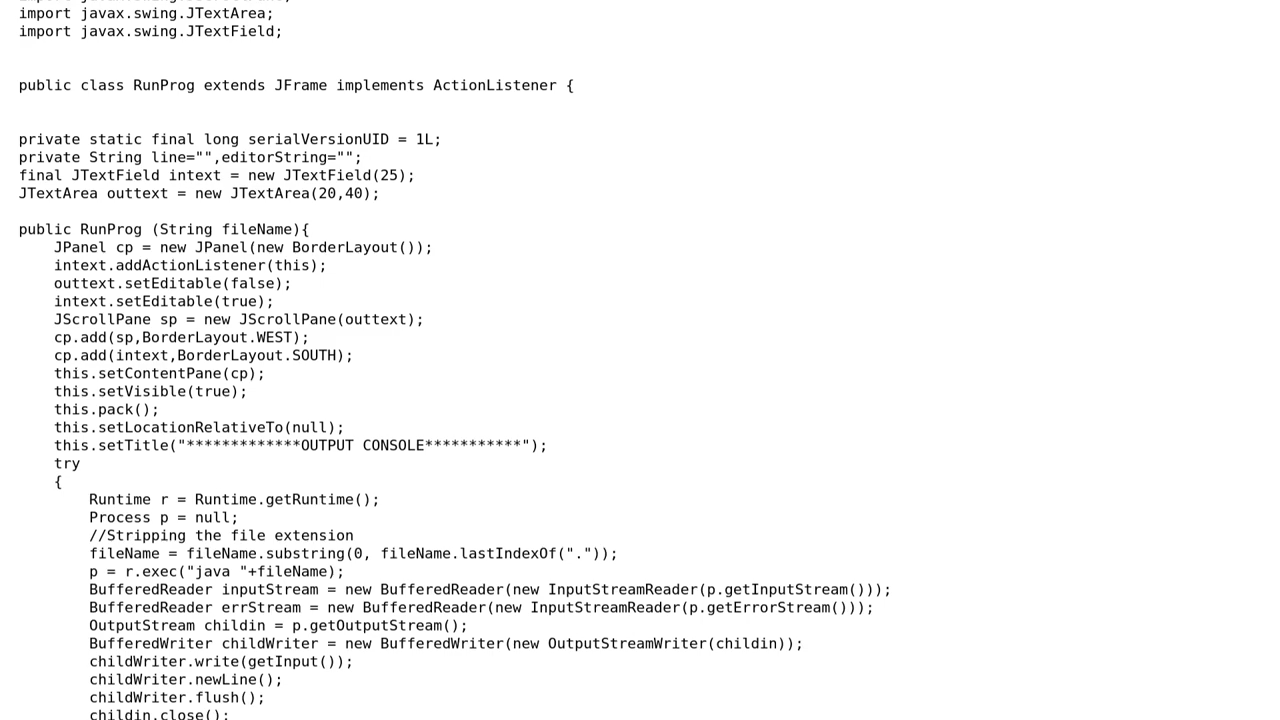 import javax.swing.JTextArea;
import javax.swing.JTextField;
public class RunProg extends JFrame implements ActionListener {
private static final long serialVersionUID = 1L;
private String line="",editorString="";
final JTextField intext = new JTextField(25);
JTextArea outtext = new JTextArea(20,40);
public RunProg (String fileName){
    JPanel cp = new JPanel(new BorderLayout());
    intext.addActionListener(this);
    outtext.setEditable(false);
    intext.setEditable(true);
    JScrollPane sp = new JScrollPane(outtext);
    cp.add(sp,BorderLayout.WEST);
    cp.add(intext,BorderLayout.SOUTH);
    this.setContentPane(cp);
    this.setVisible(true);
    this.pack();
    this.setLocationRelativeTo(null);
    this.setTitle("*************OUTPUT CONSOLE***********");
    try
    {
        Runtime r = Runtime.getRuntime();
        Process p = null;
        //Stripping the file extension
        fileName = fileName.substring(0, fileName.lastIndexOf("."));
        p = r.exec("java "+fileName);
        BufferedReader inputStream = new BufferedReader(new InputStreamReader(p.getInputStream()));
        BufferedReader errStream = new BufferedReader(new InputStreamReader(p.getErrorStream()));
        OutputStream childin = p.getOutputStream();
        BufferedWriter childWriter = new BufferedWriter(new OutputStreamWriter(childin));
        childWriter.write(getInput());
        childWriter.newLine();
        childWriter.flush();
        childin.close();